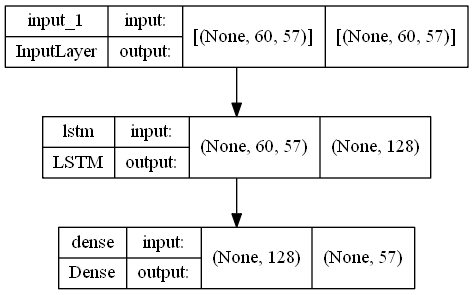 input_1 input: [(None, 60, 57)] [(None, 60, 57)]
InputLayer output:
lstm input: (None, 60, 57) (None, 128)
LSTM output:
dense input: (None, 128) (None, 57)
Dense output: